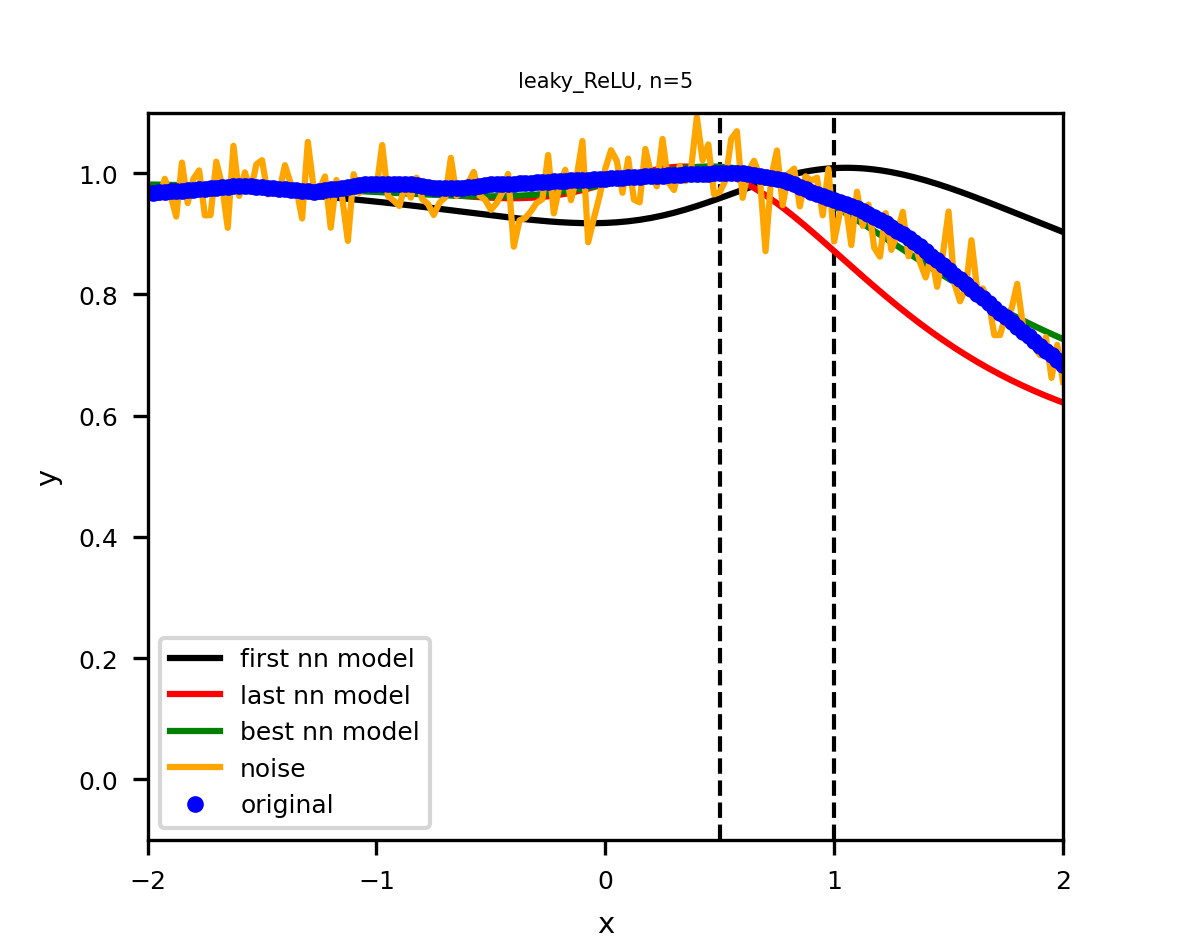 leaky_ReLU, n=5
1.0
0.8
0.6
0.4
0.2
0.0
y
first nn model
last nn model
best nn model
noise
original
−2
−1
0
1
2
x